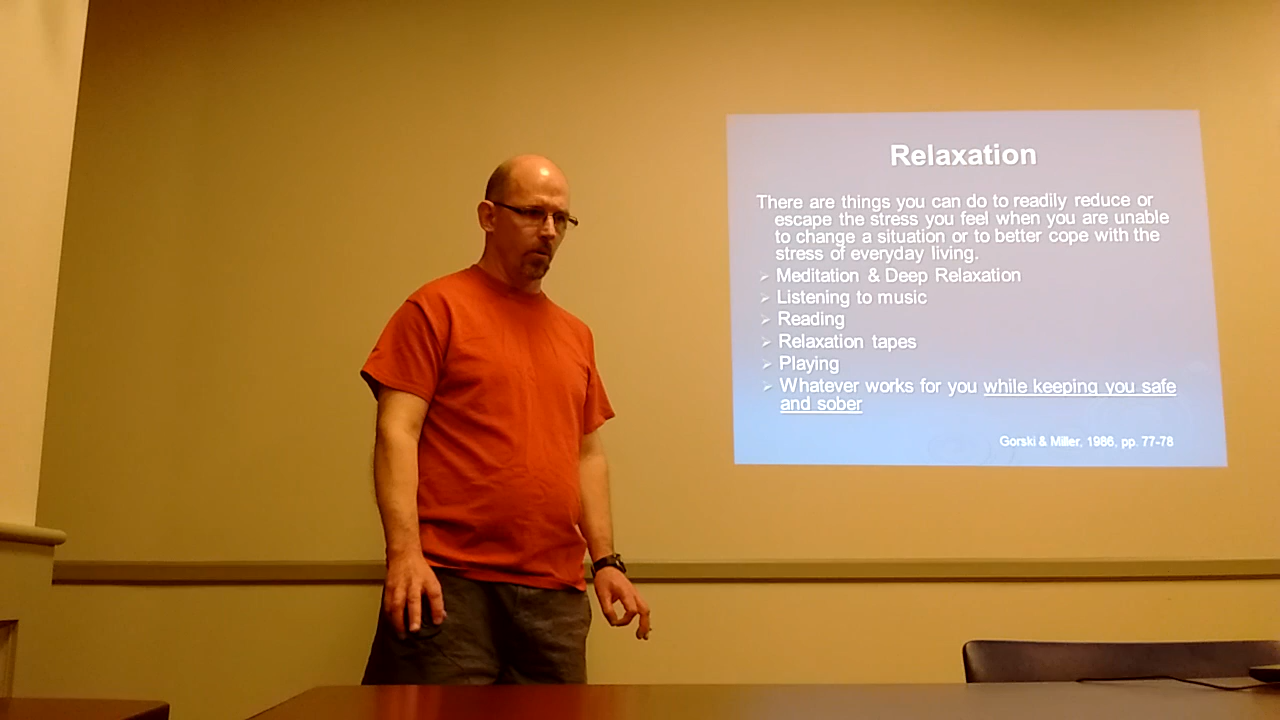 Relaxation
There are things you can do to readily reduce or
escape the stress you feel when you are unable
to change a situation or to better cope with the
stress of everyday living.
➢ Meditation & Deep Relaxation
➢ Listening to music
➢ Reading
➢ Relaxation tapes
➢ Playing
➢ Whatever works for you while keeping you safe
and sober
Gorski & Miller, 1986, pp. 77-78